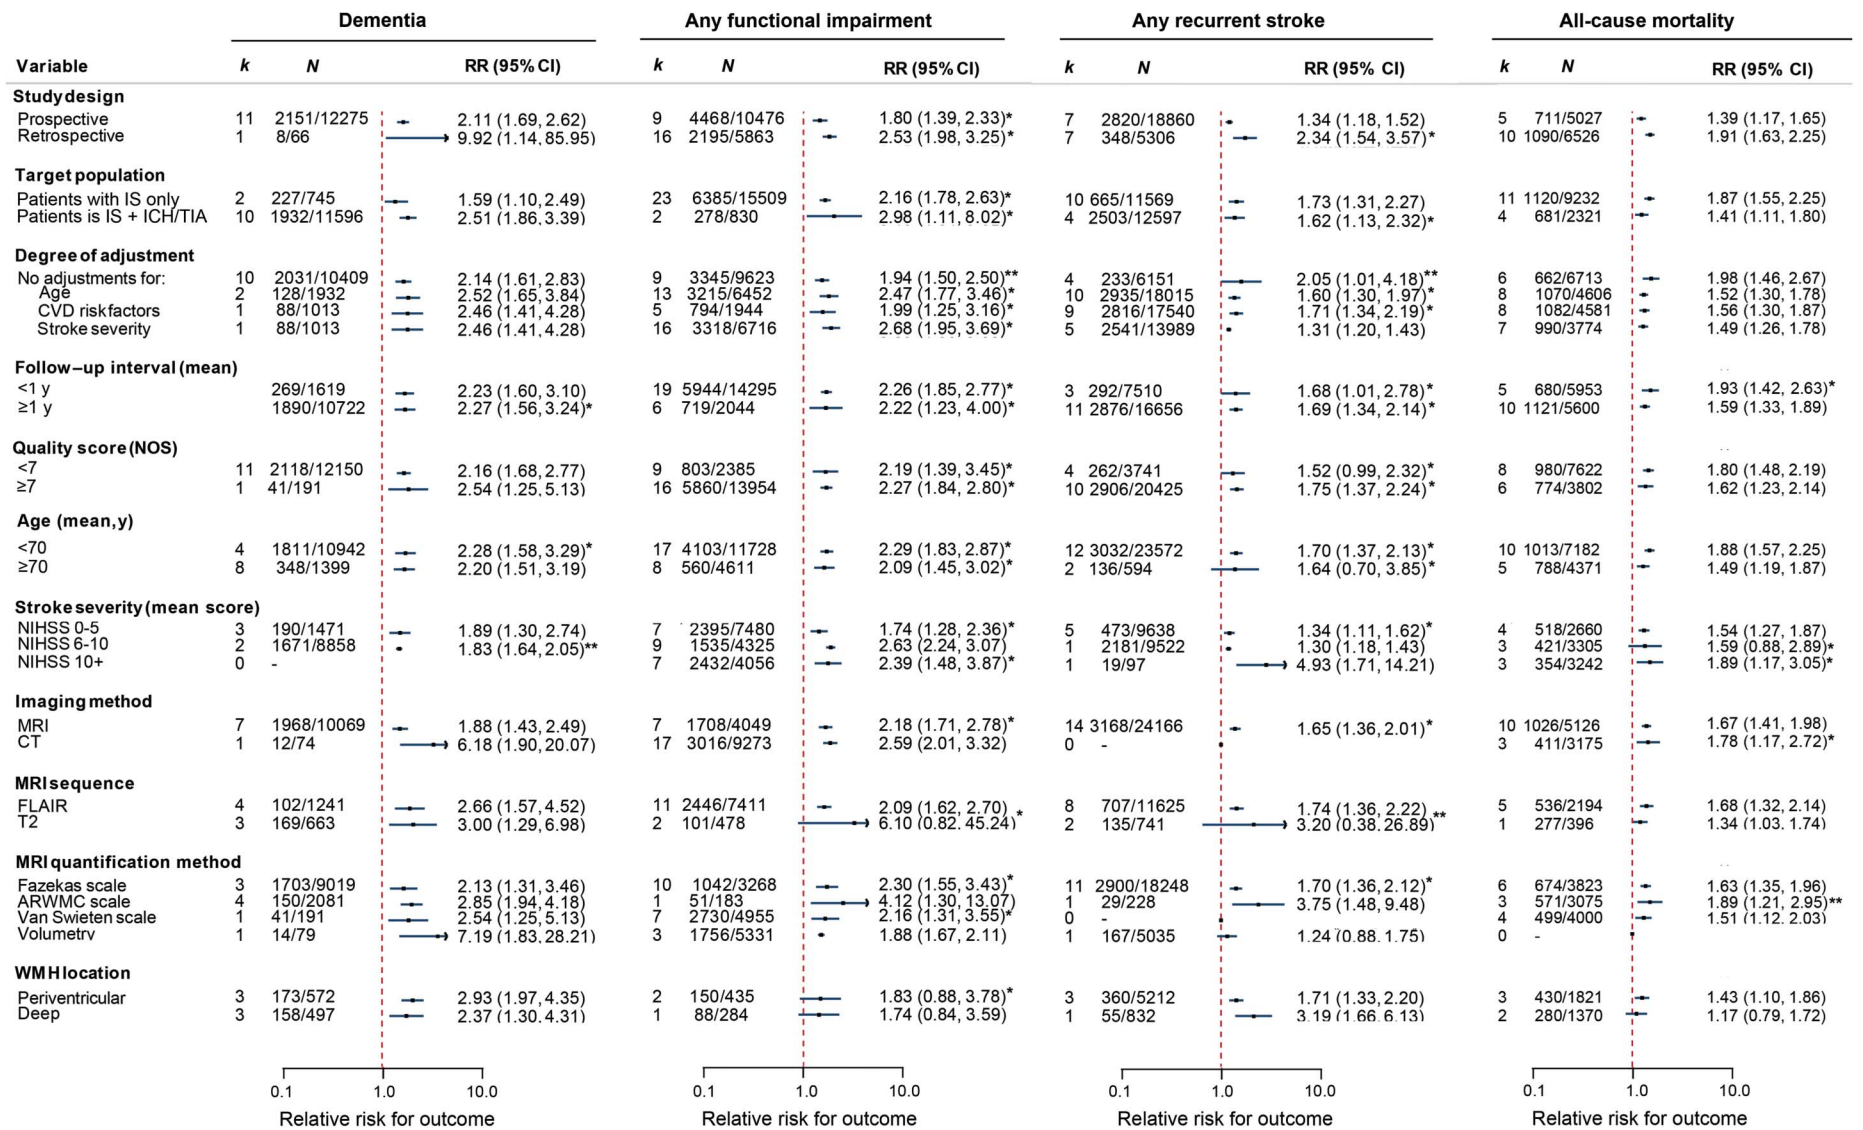 Dementia Any functional impairment Any recurrent stroke All-cause mortality
Variable k N RR (95% CI) k N RR (95% CI) k N RR (95% CI) k N RR (95% CI)
Study design
Prospective 11 2151/12275 2.11 (1.69, 2.62) 9 4468/10476 1.80 (1.39, 2.33)* 7 2820/18860 1.34 (1.18, 1.52) 5 711/5027 1.39 (1.17, 1.65)
Retrospective 1 8/66 9.92 (1.14, 85.95) 16 2195/5863 2.53 (1.98, 3.25)* 7 348/5306 2.34 (1.54, 3.57)* 10 1090/6526 1.91 (1.63, 2.25)
Target population
Patients with IS only 2 227/745 1.59 (1.10, 2.49) 23 6385/15509 2.16 (1.78, 2.63)* 10 665/11569 1.73 (1.31, 2.27) 11 1120/9232 1.87 (1.55, 2.25)
Patients is IS + ICH/TIA 10 1932/11596 2.51 (1.86, 3.39) 2 278/830 2.98 (1.11, 8.02)* 4 2503/12597 1.62 (1.13, 2.32)* 4 681/2321 1.41 (1.11, 1.80)
Degree of adjustment
No adjustments for: 10 2031/10409 2.14 (1.61, 2.83) 9 3345/9623 1.94 (1.50, 2.50)** 4 233/6151 2.05 (1.01, 4.18)** 6 662/6713 1.98 (1.46, 2.67)
Age 2 128/1932 2.52 (1.65, 3.84) 13 3215/6452 2.47 (1.77, 3.46)* 10 2935/18015 1.60 (1.30, 1.97)* 8 1070/4606 1.52 (1.30, 1.78)
CVD risk factors 1 88/1013 2.46 (1.41, 4.28) 5 794/1944 1.99 (1.25, 3.16)* 9 2816/17540 1.71 (1.34, 2.19)* 8 1082/4581 1.56 (1.30, 1.87)
Stroke severity 1 88/1013 2.46 (1.41, 4.28) 16 3318/6716 2.68 (1.95, 3.69)* 5 2541/13989 1.31 (1.20, 1.43) 7 990/3774 1.49 (1.26, 1.78)
Follow–up interval (mean)
<1 y 269/1619 2.23 (1.60, 3.10) 19 5944/14295 2.26 (1.85, 2.77)* 3 292/7510 1.68 (1.01, 2.78)* 5 680/5953 1.93 (1.42, 2.63)*
≥1 y 1890/10722 2.27 (1.56, 3.24)* 6 719/2044 2.22 (1.23, 4.00)* 11 2876/16656 1.69 (1.34, 2.14)* 10 1121/5600 1.59 (1.33, 1.89)
Quality score (NOS)
<7 11 2118/12150 2.16 (1.68, 2.77) 9 803/2385 2.19 (1.39, 3.45)* 4 262/3741 1.52 (0.99, 2.32)* 8 980/7622 1.80 (1.48, 2.19)
≥7 1 41/191 2.54 (1.25, 5.13) 16 5860/13954 2.27 (1.84, 2.80)* 10 2906/20425 1.75 (1.37, 2.24)* 6 774/3802 1.62 (1.23, 2.14)
Age (mean, y)
<70 4 1811/10942 2.28 (1.58, 3.29)* 17 4103/11728 2.29 (1.83, 2.87)* 12 3032/23572 1.70 (1.37, 2.13)* 10 1013/7182 1.88 (1.57, 2.25)
≥70 8 348/1399 2.20 (1.51, 3.19) 8 560/4611 2.09 (1.45, 3.02)* 2 136/594 1.64 (0.70, 3.85)* 5 788/4371 1.49 (1.19, 1.87)
Stroke severity (mean score)
NIHSS 0-5 3 190/1471 1.89 (1.30, 2.74) 7 2395/7480 1.74 (1.28, 2.36)* 5 473/9638 1.34 (1.11, 1.62)* 4 518/2660 1.54 (1.27, 1.87)
NIHSS 6-10 2 1671/8858 1.83 (1.64, 2.05)** 9 1535/4325 2.63 (2.24, 3.07) 1 2181/9522 1.30 (1.18, 1.43) 3 421/3305 1.59 (0.88, 2.89)*
NIHSS 10+ 0 - 7 2432/4056 2.39 (1.48, 3.87)* 1 19/97 4.93 (1.71, 14.21) 3 354/3242 1.89 (1.17, 3.05)*
Imaging method
MRI 7 1968/10069 1.88 (1.43, 2.49) 7 1708/4049 2.18 (1.71, 2.78)* 14 3168/24166 1.65 (1.36, 2.01)* 10 1026/5126 1.67 (1.41, 1.98)
CT 1 12/74 6.18 (1.90, 20.07) 17 3016/9273 2.59 (2.01, 3.32) 0 - 3 411/3175 1.78 (1.17, 2.72)*
MRI sequence
FLAIR 4 102/1241 2.66 (1.57, 4.52) 11 2446/7411 2.09 (1.62, 2.70) 8 707/11625 1.74 (1.36, 2.22) 5 536/2194 1.68 (1.32, 2.14)
T2 3 169/663 3.00 (1.29, 6.98) 2 101/478 6.10 (0.82, 45.24)* 2 135/741 3.20 (0.38, 26.89)** 1 277/396 1.34 (1.03, 1.74)
MRI quantification method
Fazekas scale 3 1703/9019 2.13 (1.31, 3.46) 10 1042/3268 2.30 (1.55, 3.43)* 11 2900/18248 1.70 (1.36, 2.12)* 6 674/3823 1.63 (1.35, 1.96)
ARWMC scale 4 150/2081 2.85 (1.94, 4.18) 1 51/183 4.12 (1.30, 13.07) 1 29/228 3.75 (1.48, 9.48) 3 571/3075 1.89 (1.21, 2.95)**
Van Swieten scale 1 41/191 2.54 (1.25, 5.13) 7 2730/4955 2.16 (1.31, 3.55)* 0 - 4 499/4000 1.51 (1.12, 2.03)
Volumetry 1 14/79 7.19 (1.83, 28.21) 3 1756/5331 1.88 (1.67, 2.11) 1 167/5035 1.24 (0.88, 1.75) 0 -
WMH location
Periventricular 3 173/572 2.93 (1.97, 4.35) 2 150/435 1.83 (0.88, 3.78)* 3 360/5212 1.71 (1.33, 2.20) 3 430/1821 1.43 (1.10, 1.86)
Deep 3 158/497 2.37 (1.30, 4.31) 1 88/284 1.74 (0.84, 3.59) 1 55/832 3.19 (1.66, 6.13) 2 280/1370 1.17 (0.79, 1.72)
0.1 1.0 10.0 0.1 1.0 10.0 0.1 1.0 10.0 0.1 1.0 10.0
Relative risk for outcome Relative risk for outcome Relative risk for outcome Relative risk for outcome